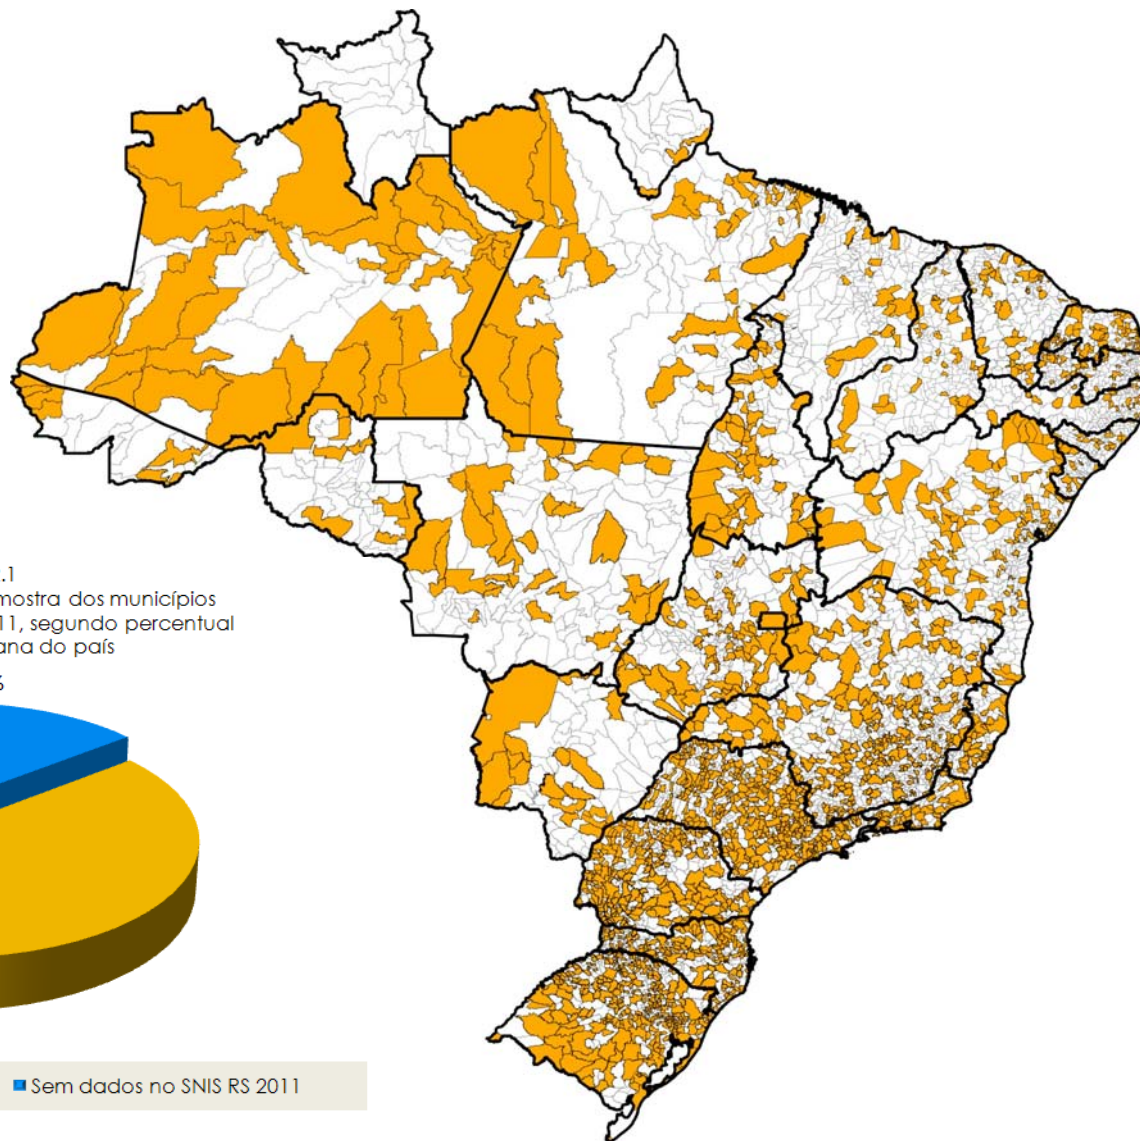 .1
mostra dos municípios
11, segundo percentual
ana do país
%
Sem dados no SNIS RS 2011